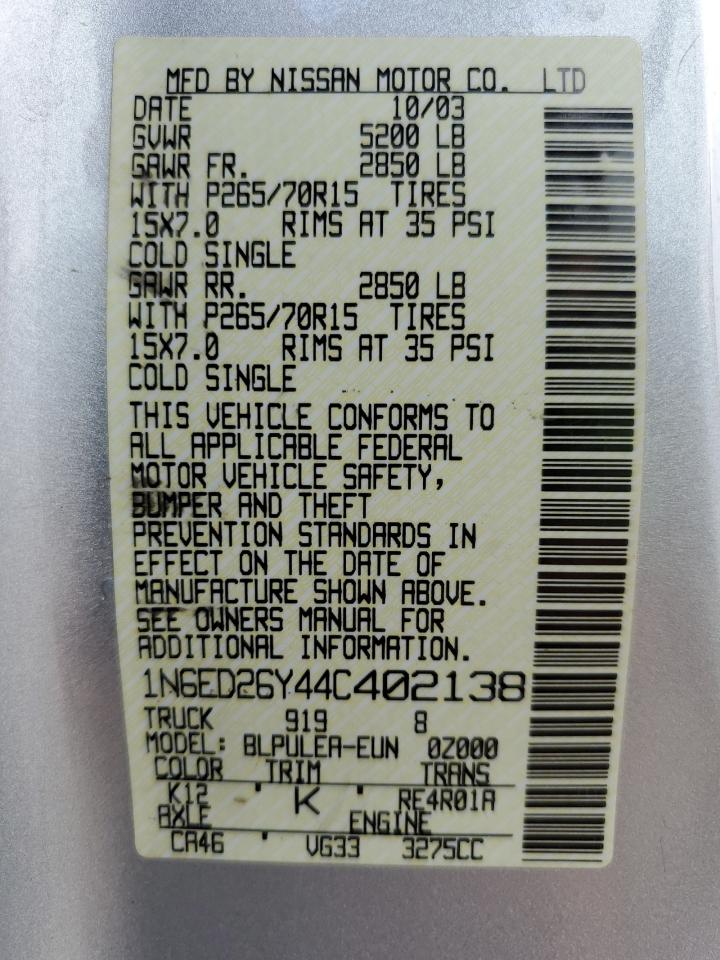 MFD BY NISSAN MOTOR CO. LTD
DATE 10/03
GVWR 5200 LB
GAWR FR. 2850 LB
WITH P265/70R15 TIRES
15X7.0 RIMS AT 35 PSI
COLD SINGLE
GAWR RR. 2850 LB
WITH P265/70R15 TIRES
15X7.0 RIMS AT 35 PSI
COLD SINGLE
THIS VEHICLE CONFORMS TO
ALL APPLICABLE FEDERAL
MOTOR VEHICLE SAFETY,
BUMPER AND THEFT
PREVENTION STANDARDS IN
EFFECT ON THE DATE OF
MANUFACTURE SHOWN ABOVE.
SEE OWNERS MANUAL FOR
ADDITIONAL INFORMATION.
1N6ED26Y44C402138
TRUCK 919 8
MODEL: BLPULEA-EUN 0Z000
COLOR TRIM TRANS
K12 ' K ' RE4R01A
AXLE ENGINE
CA46 ' VG33 3275CC